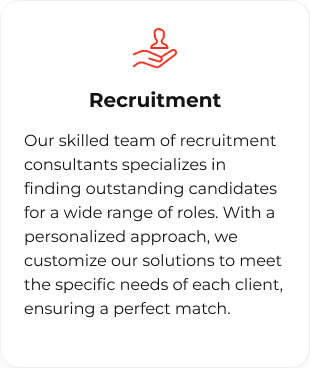 Recruitment
Our skilled team of recruitment
consultants specializes in
finding outstanding candidates
for a wide range of roles. With a
personalized approach, we
customize our solutions to meet
the specific needs of each client,
ensuring a perfect match.